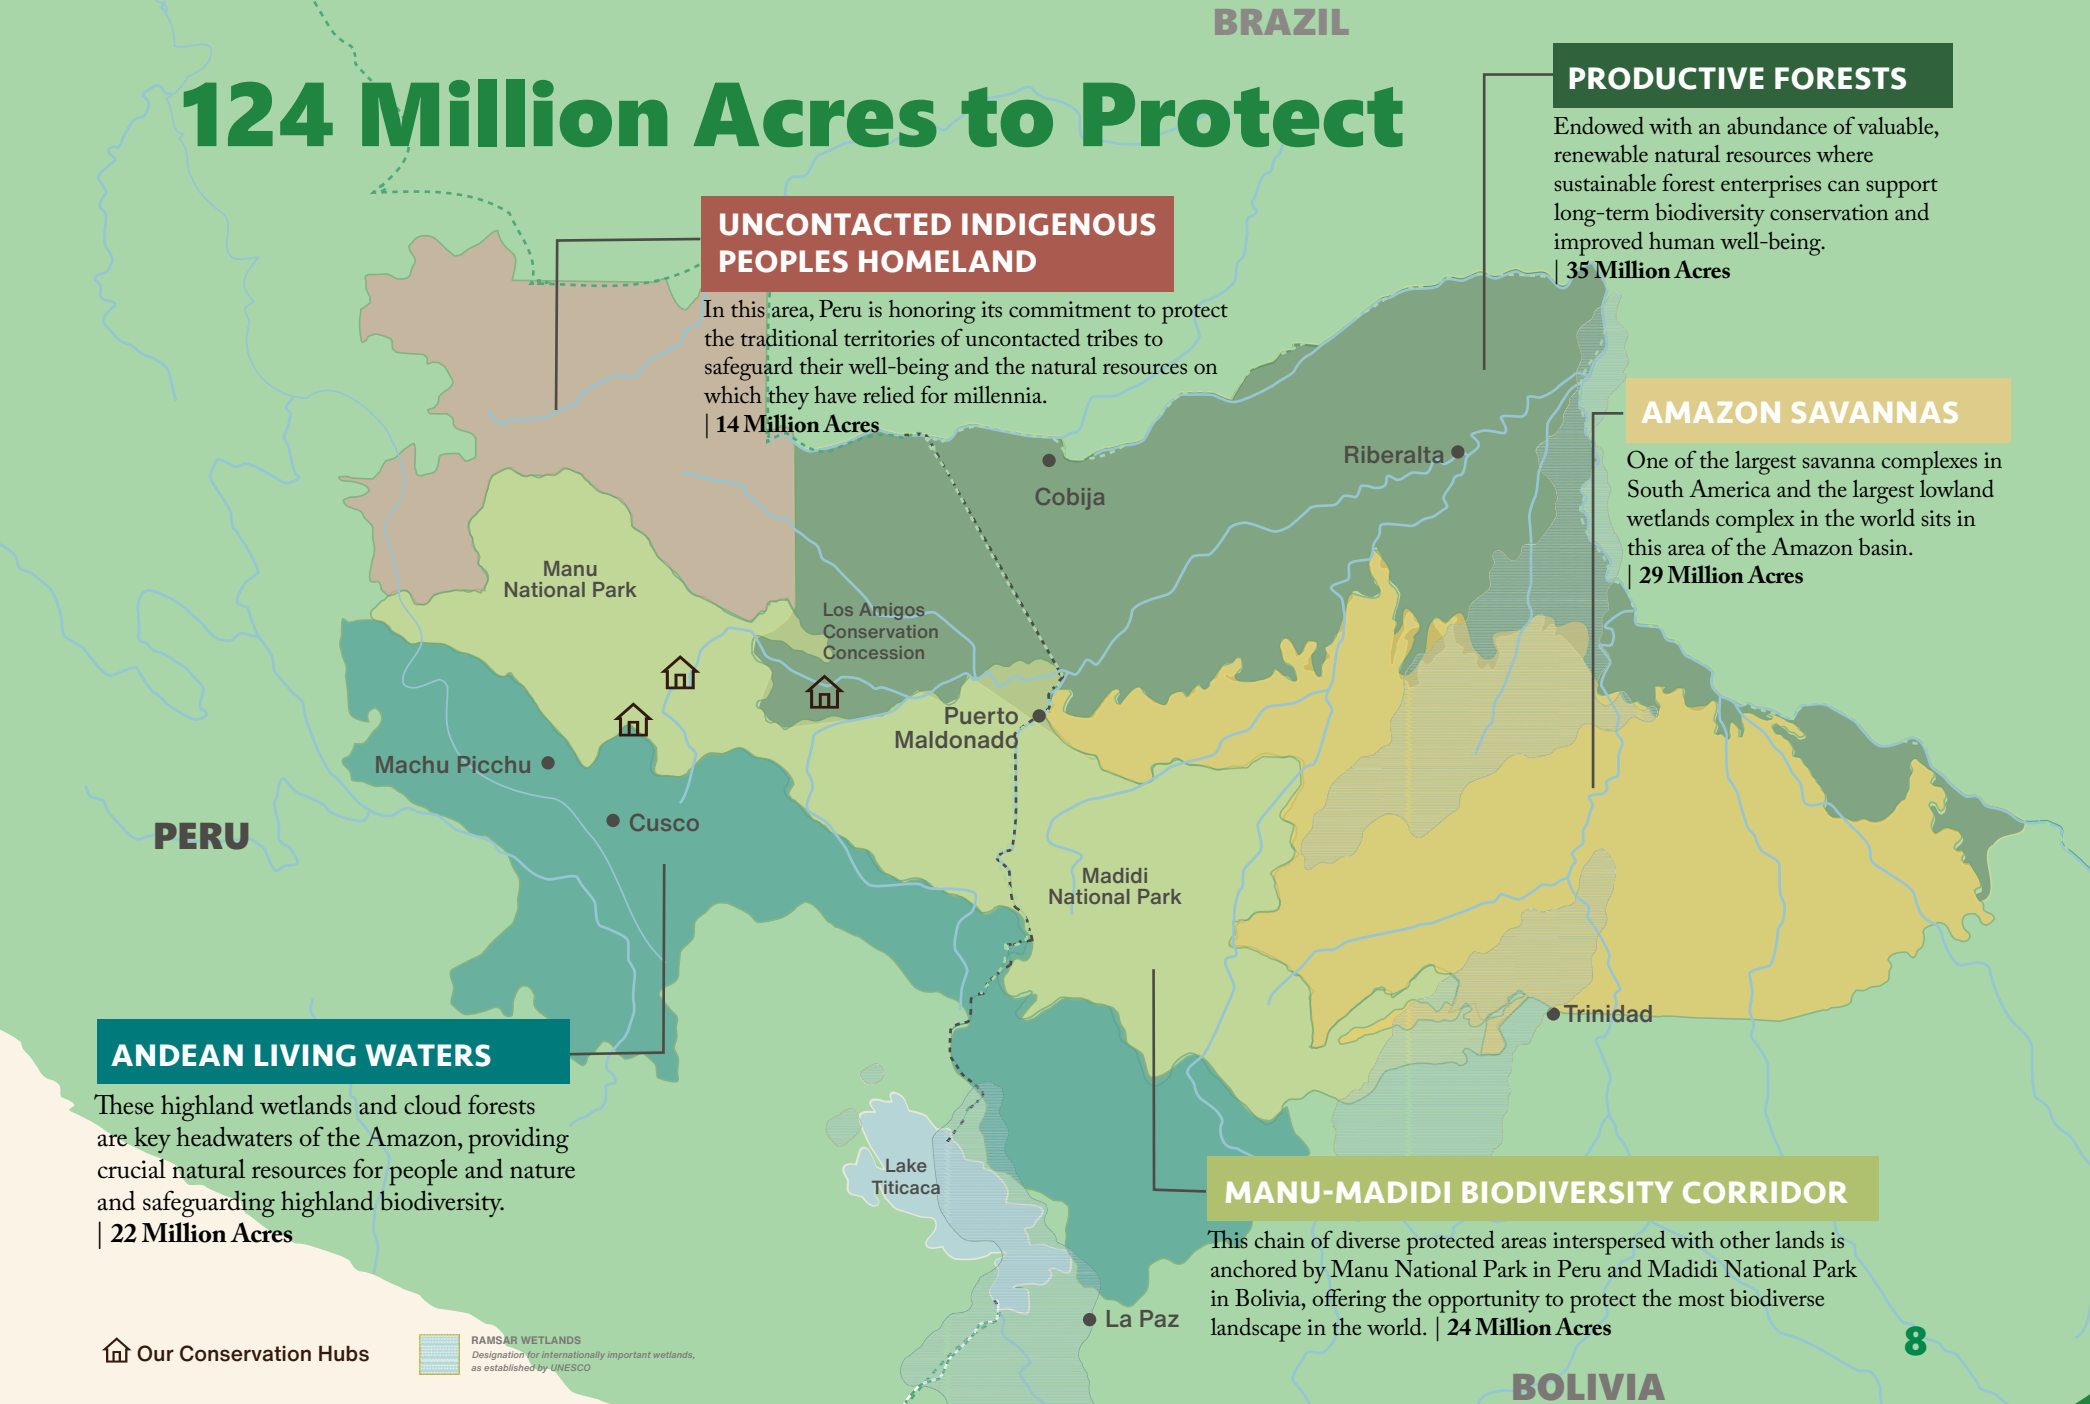 BRAZIL
124 Million Acres to Protect
PRODUCTIVE FORESTS
Endowed with an abundance of valuable,
renewable natural resources where
sustainable forest enterprises can support
long-term biodiversity conservation and
improved human well-being.
| 35 Million Acres
UNCONTACTED INDIGENOUS
PEOPLES HOMELAND
In this area, Peru is honoring its commitment to protect
the traditional territories of uncontacted tribes to
safeguard their well-being and the natural resources on
which they have relied for millennia.
| 14 Million Acres
AMAZON SAVANNAS
One of the largest savanna complexes in
South America and the largest lowland
wetlands complex in the world sits in
this area of the Amazon basin.
| 29 Million Acres
Riberalta
Cobija
Manu
National Park
Los Amigos
Conservation
Concession
Puerto
Maldonado
Machu Picchu
Cusco
PERU
Madidi
National Park
Trinidad
ANDEAN LIVING WATERS
These highland wetlands and cloud forests
are key headwaters of the Amazon, providing
crucial natural resources for people and nature
and safeguarding highland biodiversity.
| 22 Million Acres
Lake
Titicaca
MANU-MADIDI BIODIVERSITY CORRIDOR
This chain of diverse protected areas interspersed with other lands is
anchored by Manu National Park in Peru and Madidi National Park
in Bolivia, offering the opportunity to protect the most biodiverse
landscape in the world. | 24 Million Acres
La Paz
Our Conservation Hubs
RAMSAR WETLANDS
Designation for internationally important wetlands,
as established by UNESCO
8
BOLIVIA